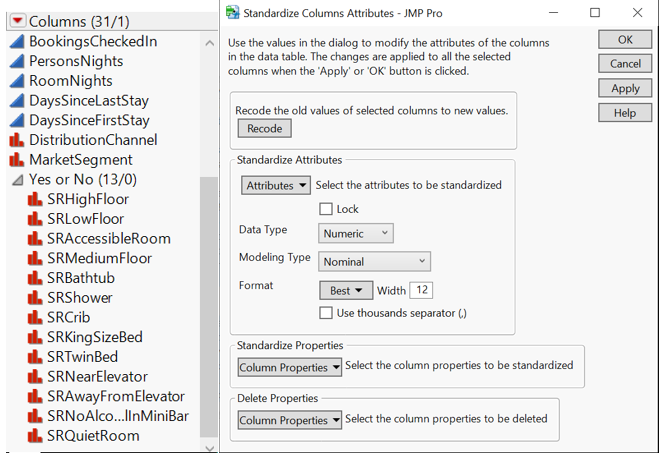 Columns (31/1)
BookingsCheckedIn
PersonsNights
RoomNights
DaysSinceLastStay
DaysSinceFirstStay
DistributionChannel
MarketSegment
Yes or No (13/0)
SRHighFloor
SRLowFloor
SRAccessibleRoom
SRMediumFloor
SRBathtub
SRShower
SRCrib
SRKingSizeBed
SRTwinBed
SRNearElevator
SRAwayFromElevator
SRNoAlco...lInMiniBar
SRQuietRoom
Standardize Columns Attributes - JMP Pro
Use the values in the dialog to modify the attributes of the columns
in the data table. The changes are applied to all the selected
columns when the 'Apply' or 'OK' button is clicked.
OK
Cancel
Apply
Help
Recode the old values of selected columns to new values.
Recode
Standardize Attributes
Attributes Select the attributes to be standardized
Lock
Data Type Numeric
Modeling Type Nominal
Format Best Width 12
Use thousands separator (,)
Standardize Properties
Column Properties Select the column properties to be standardized
Delete Properties
Column Properties Select the column properties to be deleted